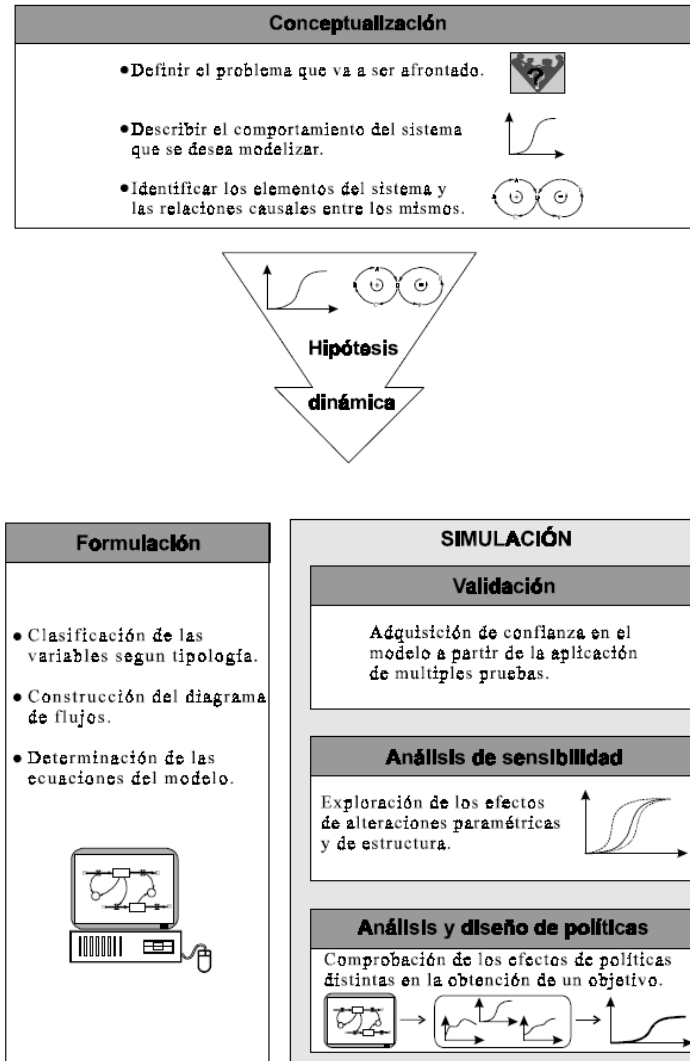 Conceptualización
•Definir el problema que va a ser afrontado.
?
•Describir el comportamiento del sistema
que se desea modelizar.
•Identificar los elementos del sistema y
las relaciones causales entre los mismos.
Hipótesis
dinámica
Formulación
• Clasificación de las
variables segun tipología.
• Construcción del diagrama
de flujos.
• Determinación de las
ecuaciones del modelo.
SIMULACIÓN
Validación
Adquisición de confianza en el
modelo a partir de la aplicación
de multiples pruebas.
Análisis de sensibilidad
Exploración de los efectos
de alteraciones paramétricas
y de estructura.
Análisis y diseño de políticas
Comprobación de los efectos de políticas
distintas en la obtención de un objetivo.